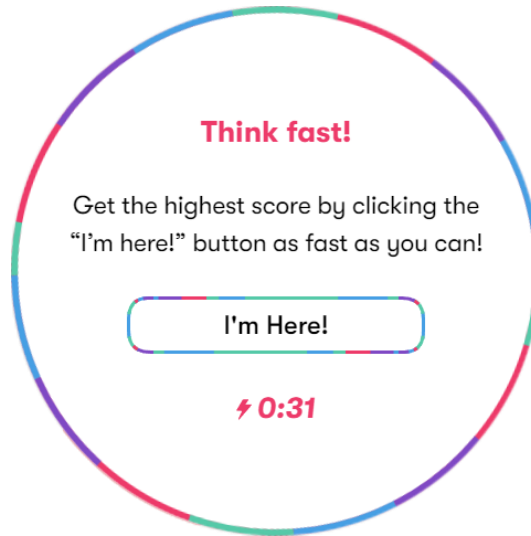 Think fast!
Get the highest score by clicking the
“I’m here!” button as fast as you can!
I'm Here!
0:31